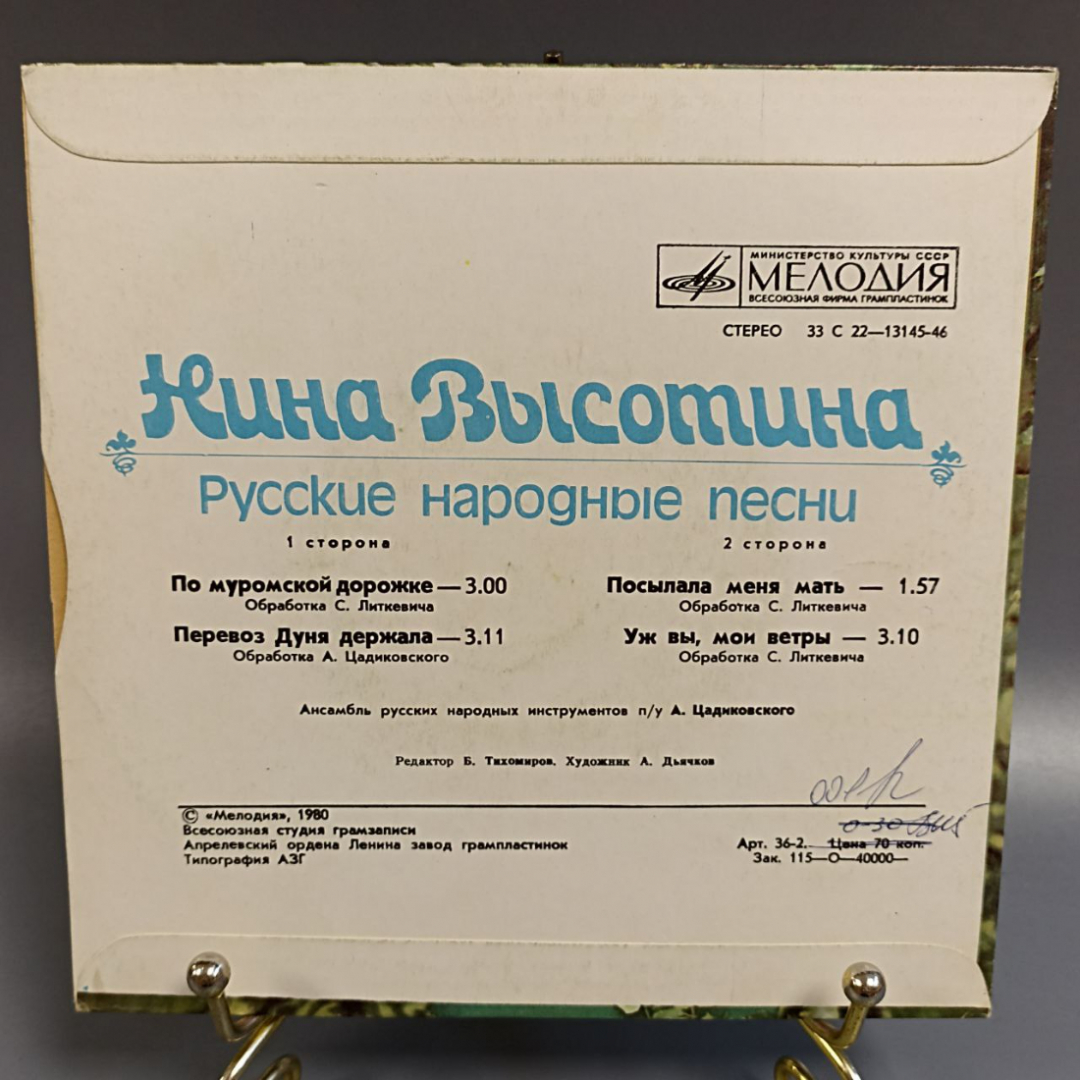 МИНИСТЕРСТВО КУЛЬТУРЫ СССР
МЕЛОДИЯ
ВСЕСОЮЗНАЯ ФИРМА ГРАМПЛАСТИНОК
СТЕРЕО 33 С 22—13145-46
Нина Высотина
Русские народные песни
1 сторона
По муромской дорожке — 3.00
Обработка С. Литкевича
Перевоз Дуня держала — 3.11
Обработка А. Цадиковского
2 сторона
Посылала меня мать — 1.57
Обработка С. Литкевича
Уж вы, мои ветры — 3.10
Обработка С. Литкевича
Ансамбль русских народных инструментов п/у А. Цадиковского
Редактор Б. Тихомиров. Художник А. Дьячков
© «Мелодия», 1980
Всесоюзная студия грамзаписи
Апрелевский ордена Ленина завод грампластинок
Типография АЗГ
Арт. 36-2. Цена 70 коп.
Зак. 115—О—40000—